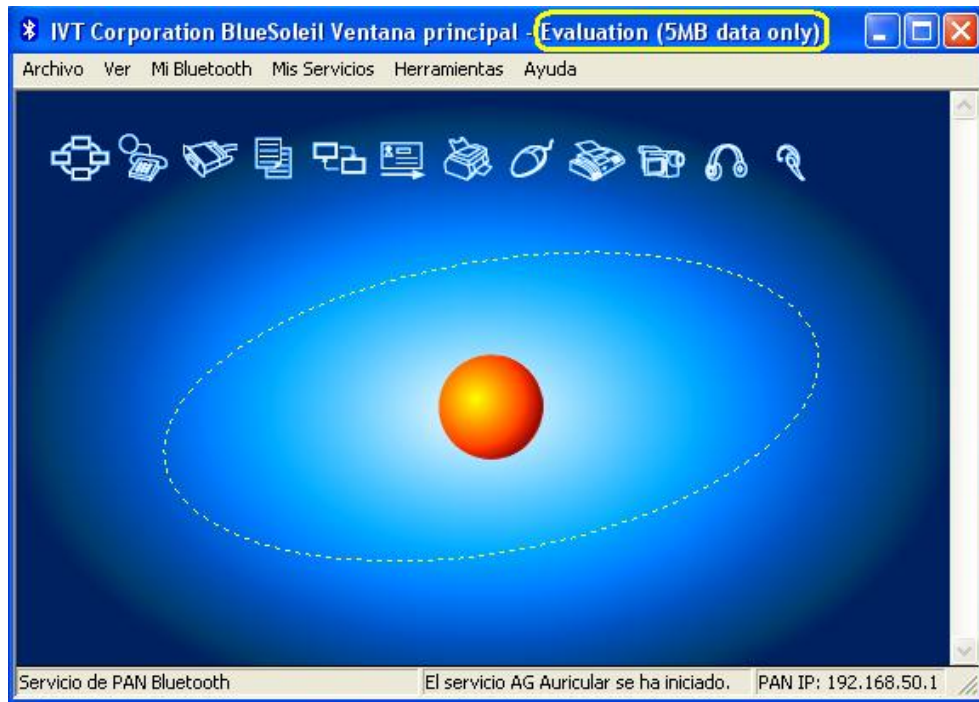 IVT Corporation BlueSoleil Ventana principal - Evaluation (5MB data only)
Archivo Ver Mi Bluetooth Mis Servicios Herramientas Ayuda
Servicio de PAN Bluetooth El servicio AG Auricular se ha iniciado. PAN IP: 192.168.50.1